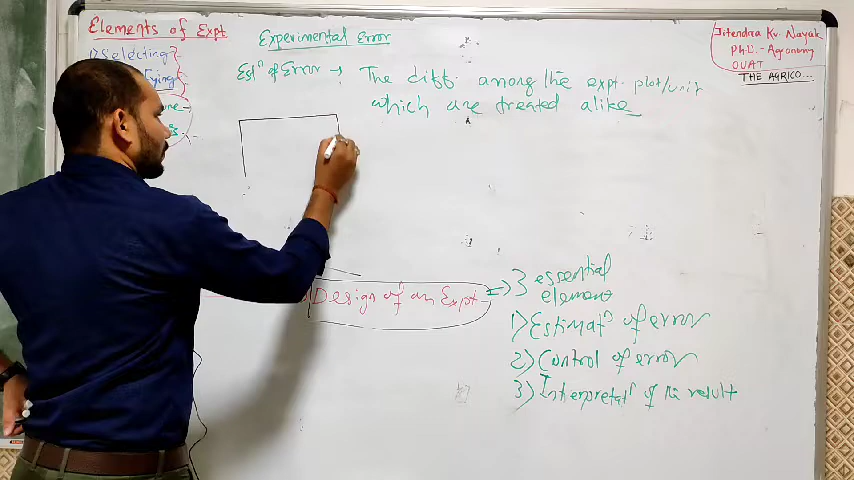 Elements of Expt
Experimental Error
Jitendra Kr. Nayak
Ph.D. - Agronomy
OUAT
THE AGRICO...
1) Selecting
Estⁿ of Error → The diff. among the expt. plot/unit
which are treated alike
Design of an Expt → 3 essential
elements
1) Estimatⁿ of error
2) Control of error
3) Interpretatⁿ of result